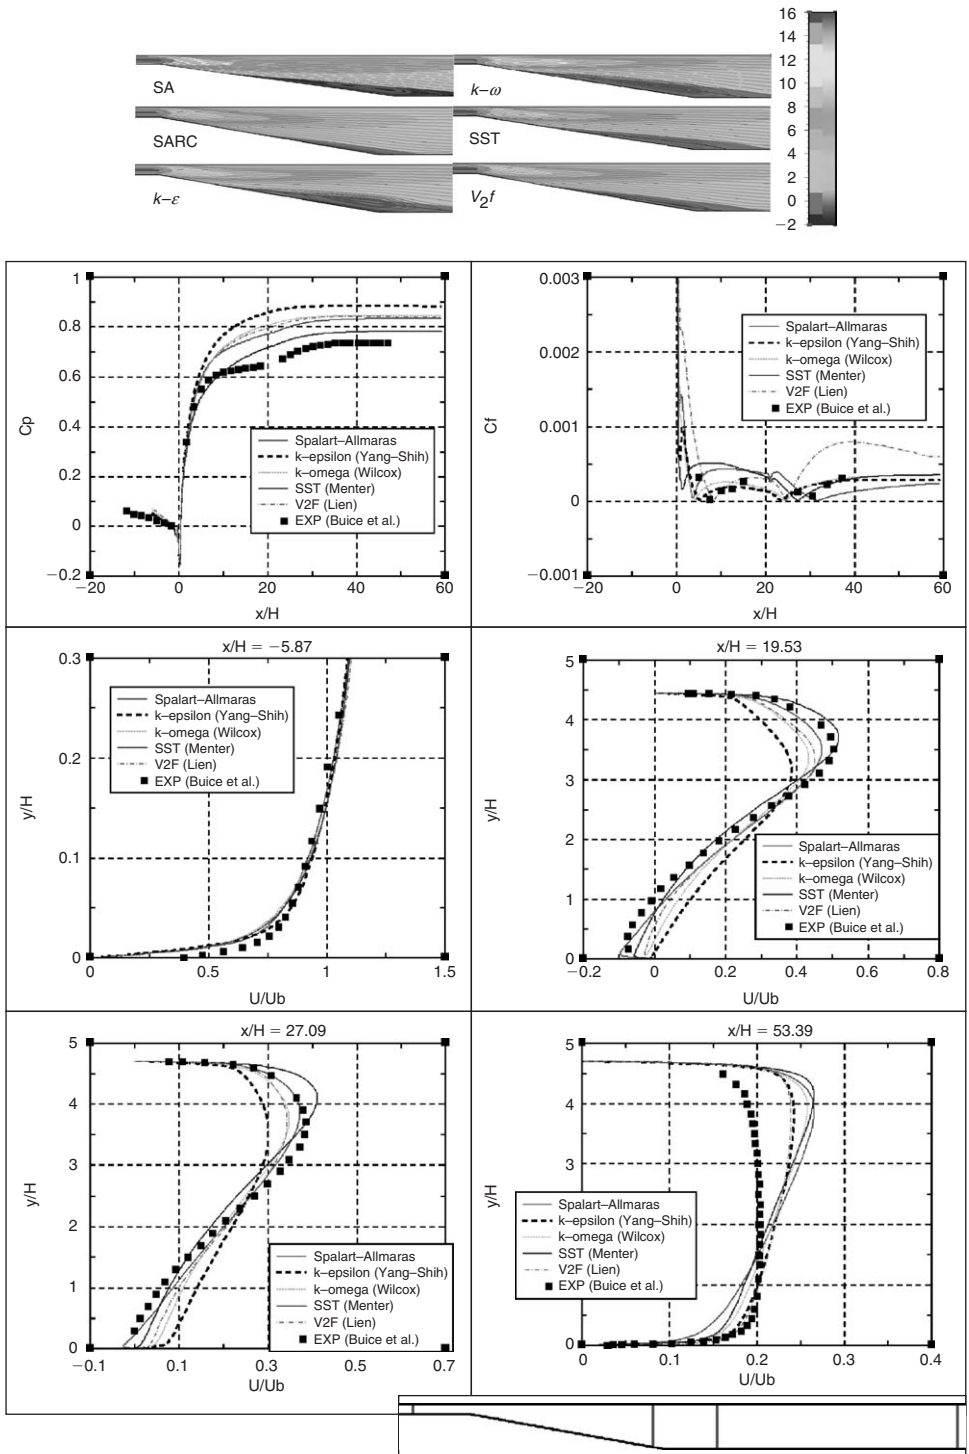 SA
k–ω
SARC
SST
k–ε
V₂f
16
14
12
10
8
6
4
2
0
−2
1
0.8
0.6
0.4
0.2
0
−0.2
−20
0
20
40
60
Cp
x/H
Spalart–Allmaras
k–epsilon (Yang–Shih)
k–omega (Wilcox)
SST (Menter)
V2F (Lien)
EXP (Buice et al.)
0.003
0.002
0.001
0
−0.001
−20
0
20
40
60
Cf
x/H
Spalart–Allmaras
k–epsilon (Yang–Shih)
k–omega (Wilcox)
SST (Menter)
V2F (Lien)
EXP (Buice et al.)
x/H = −5.87
0.3
0.2
0.1
0
0
0.5
1
1.5
y/H
U/Ub
Spalart–Allmaras
k–epsilon (Yang–Shih)
k–omega (Wilcox)
SST (Menter)
V2F (Lien)
EXP (Buice et al.)
x/H = 19.53
5
4
3
2
1
0
−0.2
0
0.2
0.4
0.6
0.8
y/H
U/Ub
Spalart–Allmaras
k–epsilon (Yang–Shih)
k–omega (Wilcox)
SST (Menter)
V2F (Lien)
EXP (Buice et al.)
x/H = 27.09
5
4
3
2
1
0
−0.1
0.1
0.3
0.5
0.7
y/H
U/Ub
Spalart–Allmaras
k–epsilon (Yang–Shih)
k–omega (Wilcox)
SST (Menter)
V2F (Lien)
EXP (Buice et al.)
x/H = 53.39
5
4
3
2
1
0
0
0.1
0.2
0.3
0.4
y/H
U/Ub
Spalart–Allmaras
k–epsilon (Yang–Shih)
k–omega (Wilcox)
SST (Menter)
V2F (Lien)
EXP (Buice et al.)